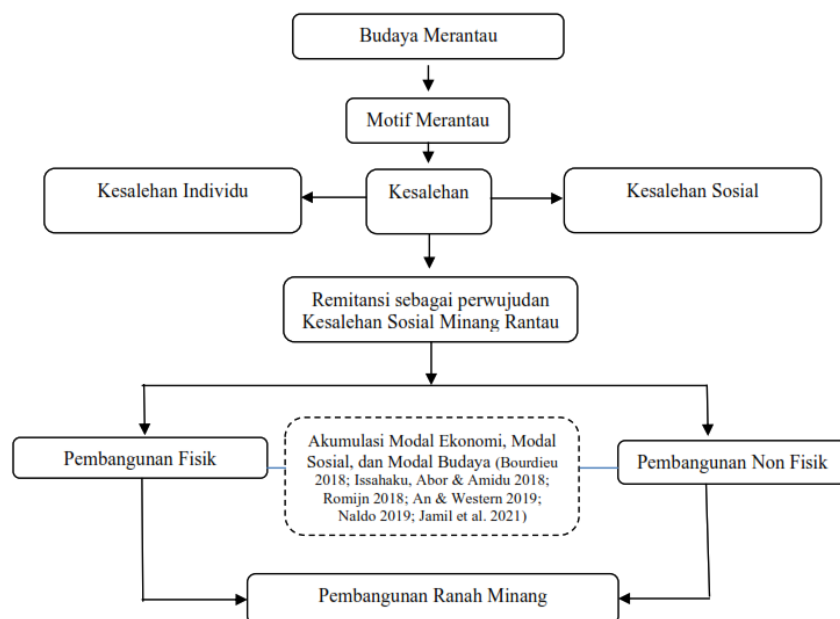 Budaya Merantau
Motif Merantau
Kesalehan Individu
Kesalehan
Kesalehan Sosial
Remitansi sebagai perwujudan
Kesalehan Sosial Minang Rantau
Pembangunan Fisik
Akumulasi Modal Ekonomi, Modal
Sosial, dan Modal Budaya (Bourdieu
2018; Issahaku, Abor & Amidu 2018;
Romijn 2018; An & Western 2019;
Naldo 2019; Jamil et al. 2021)
Pembangunan Non Fisik
Pembangunan Ranah Minang